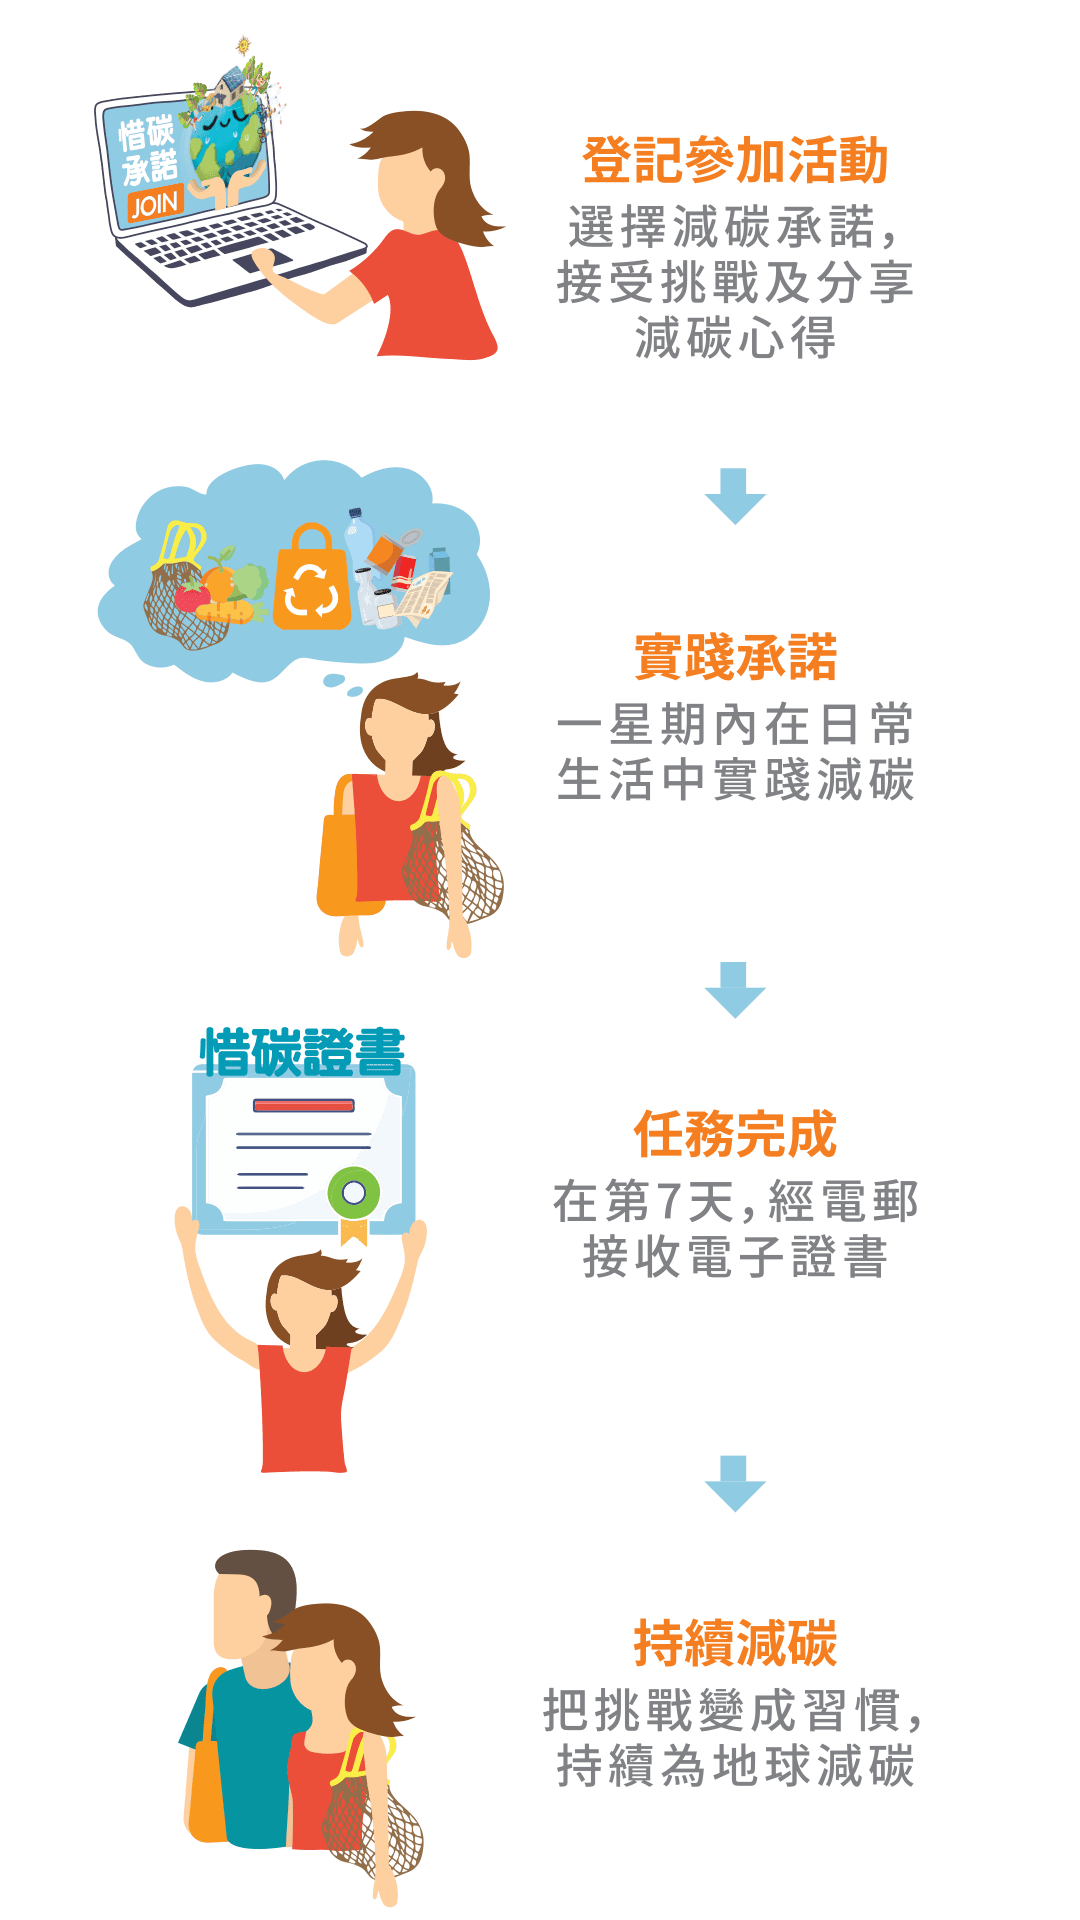 惜碳
承諾
JOIN
登記參加活動
選擇減碳承諾，
接受挑戰及分享
減碳心得
實踐承諾
一星期內在日常
生活中實踐減碳
惜碳證書
任務完成
在第7天，經電郵
接收電子證書
持續減碳
把挑戰變成習慣，
持續為地球減碳